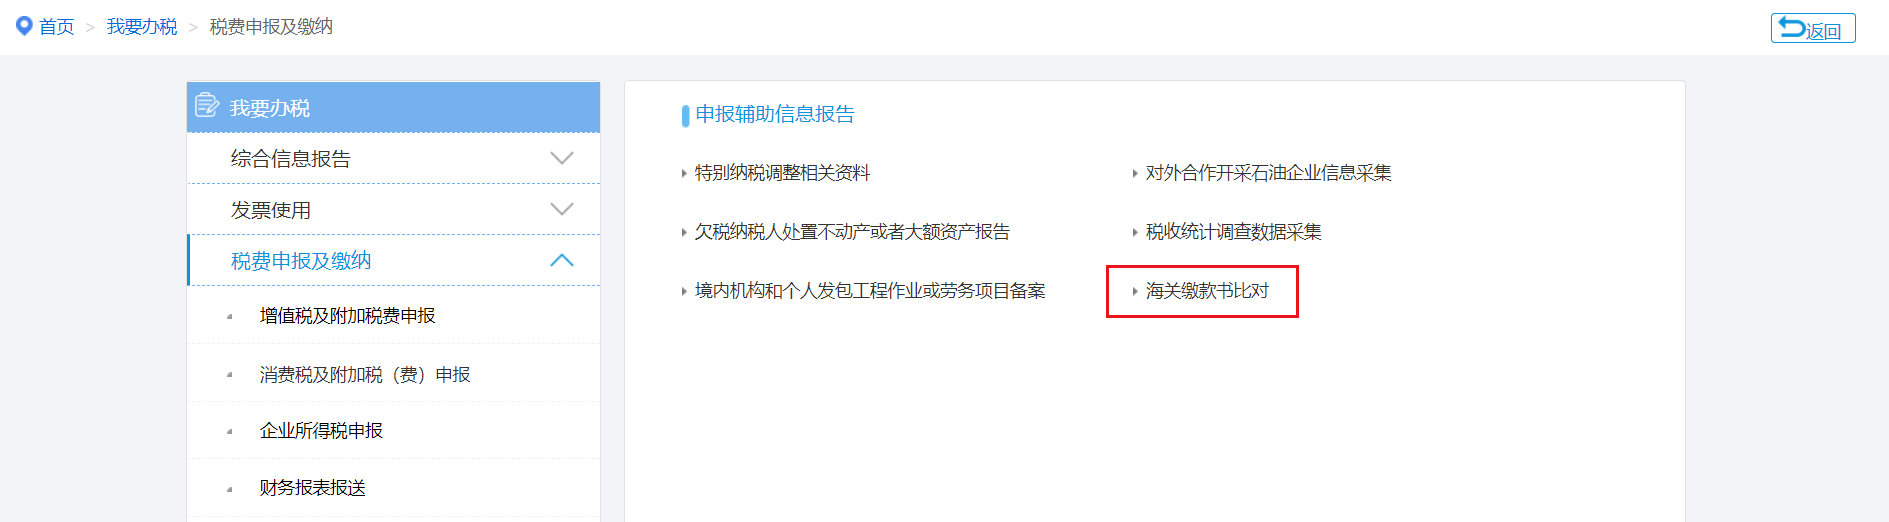 首页 > 我要办税 > 税费申报及缴纳
返回
我要办税
综合信息报告
发票使用
税费申报及缴纳
增值税及附加税费申报
消费税及附加税（费）申报
企业所得税申报
财务报表报送
申报辅助信息报告
特别纳税调整相关资料
对外合作开采石油企业信息采集
欠税纳税人处置不动产或者大额资产报告
税收统计调查数据采集
境内机构和个人发包工程作业或劳务项目备案
海关缴款书比对